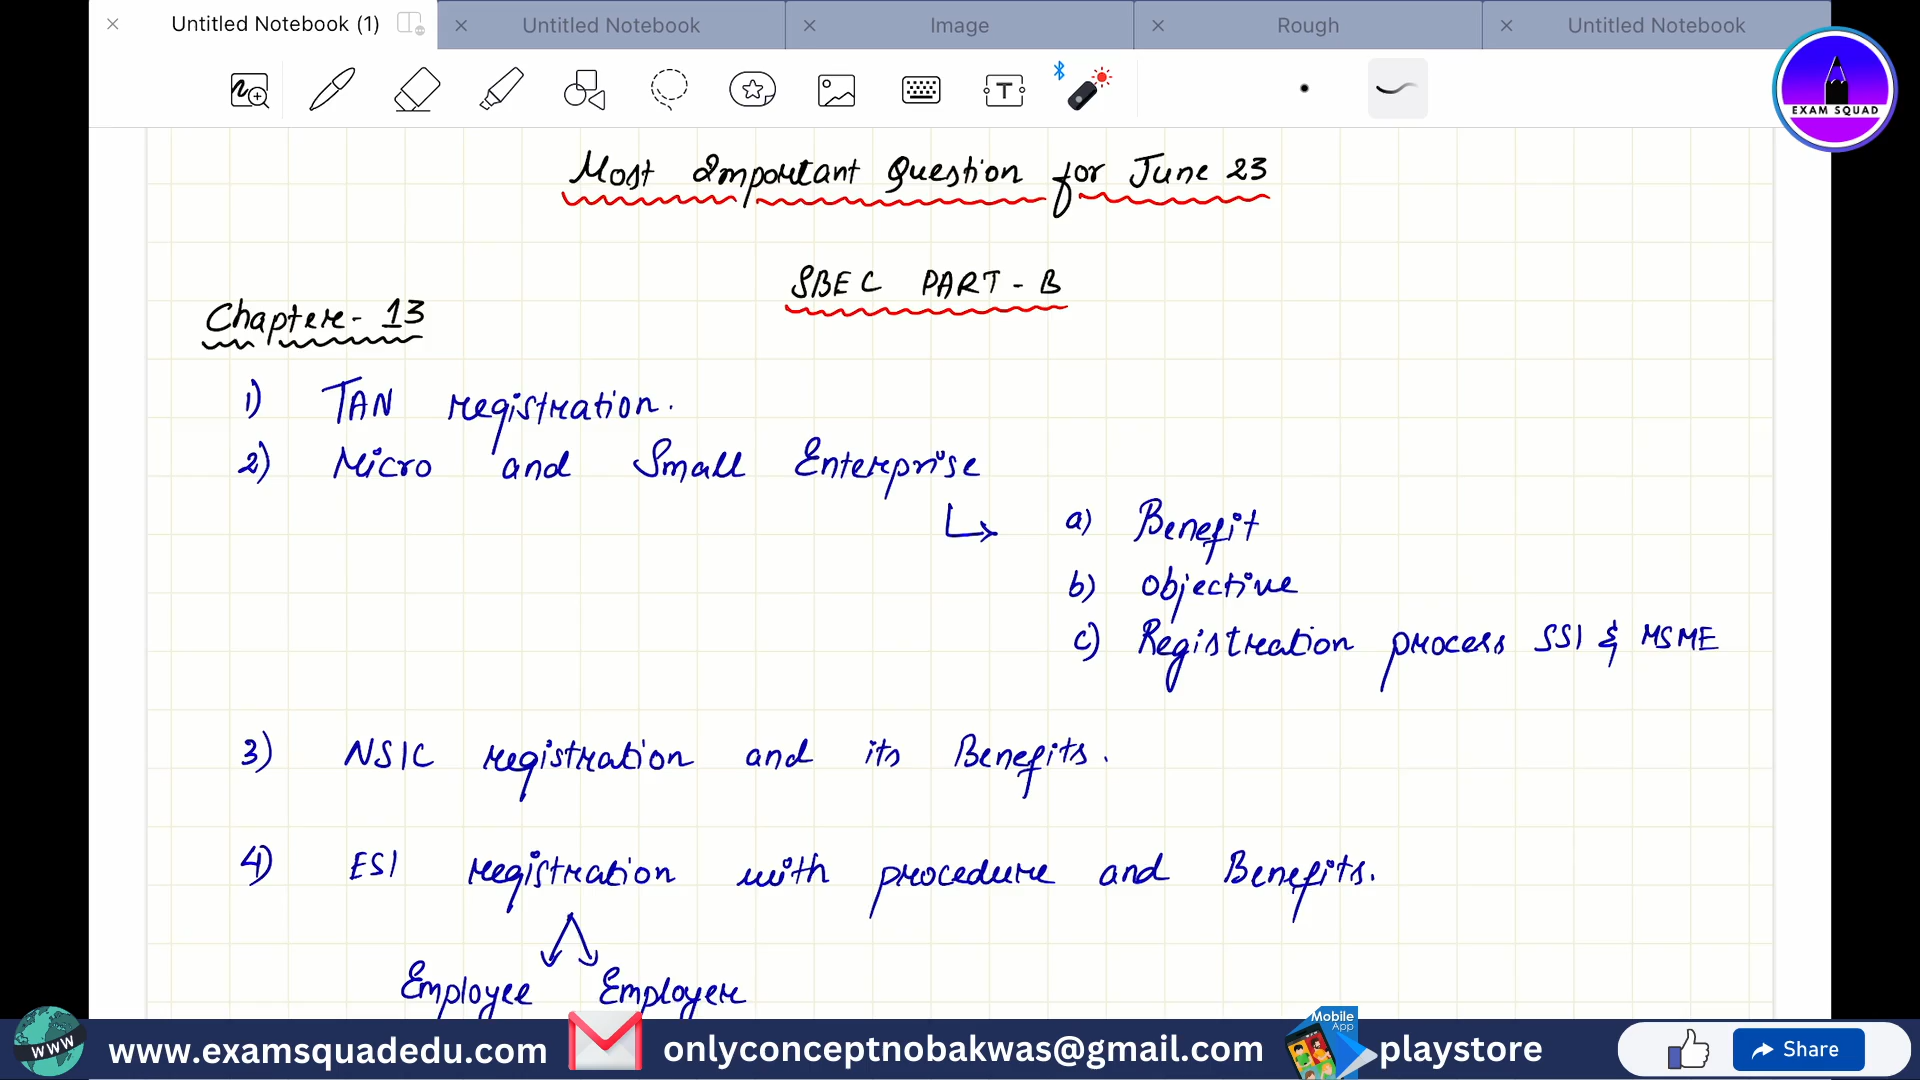 Untitled Notebook (1) Untitled Notebook Image Rough Untitled Notebook
EXAM SQUAD
Most Important Question for June 23
SBEC PART - B
Chapter - 13
1) TAN registration.
2) Micro and Small Enterprise
a) Benefit
b) Objective
c) Registration process SSI & MSME
3) NSIC registration and its Benefits.
4) ESI registration with procedure and Benefits.
Employee Employer
WWW www.examsquadedu.com onlyconceptnobakwas@gmail.com Mobile App playstore Share